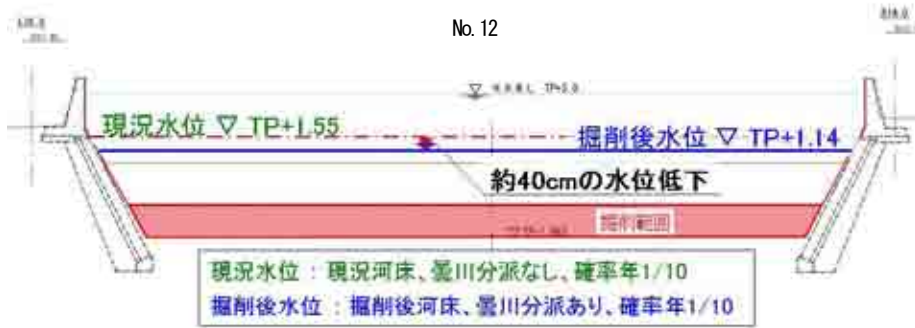 No. 12
現況水位 ▽ TP+1.55
掘削後水位 ▽ TP+1.14
約40cmの水位低下
掘削範囲
現況水位：現況河床、曇川分派なし、確率年1/10
掘削後水位：掘削後河床、曇川分派あり、確率年1/10